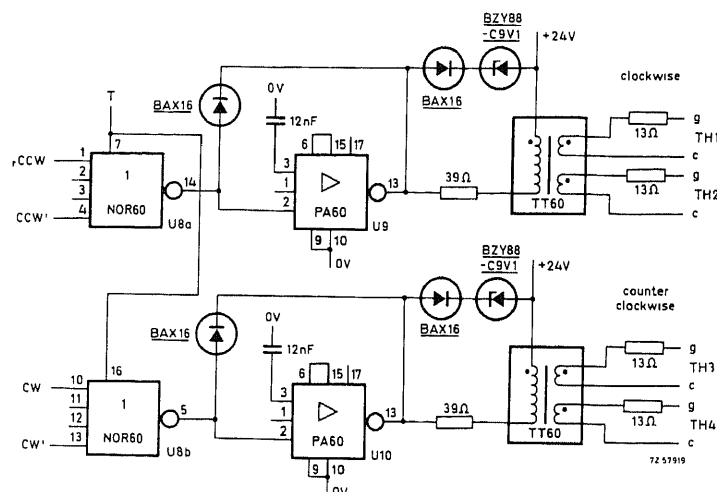 BZY88
-C9V1
+24V
clockwise
T
BAX16
0V
12nF
BAX16
7
6
15
17
13Ω
g
TH1
c
1
CCW
2
3
4
CCW'
1
NOR60
14
U8a
3
1
2
PA60
13
U9
9
10
0V
39Ω
TT60
13Ω
g
TH2
c
BZY88
-C9V1
+24V
counter
clockwise
BAX16
0V
12nF
BAX16
16
6
15
17
13Ω
g
TH3
c
CW
10
11
12
13
CW'
1
NOR60
5
U8b
3
1
2
PA60
13
U10
9
10
0V
39Ω
TT60
13Ω
g
TH4
c
7Z 57919